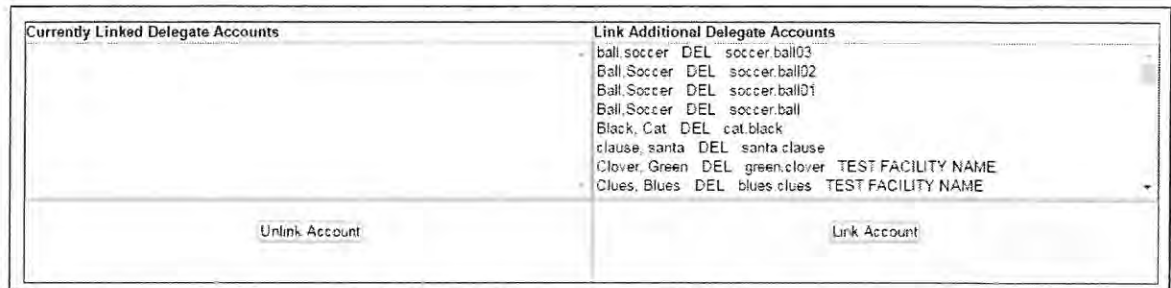 Currently Linked Delegate Accounts
Link Additional Delegate Accounts
ball,soccer DEL soccer.ball03
Ball,Soccer DEL soccer.ball02
Ball,Soccer DEL soccer.ball01
Ball,Soccer DEL soccer.ball
Black, Cat DEL cat.black
clause, santa DEL santa.clause
Clover, Green DEL green.clover TEST FACILITY NAME
Clues, Blues DEL blues.clues TEST FACILITY NAME
Unlink Account
Link Account